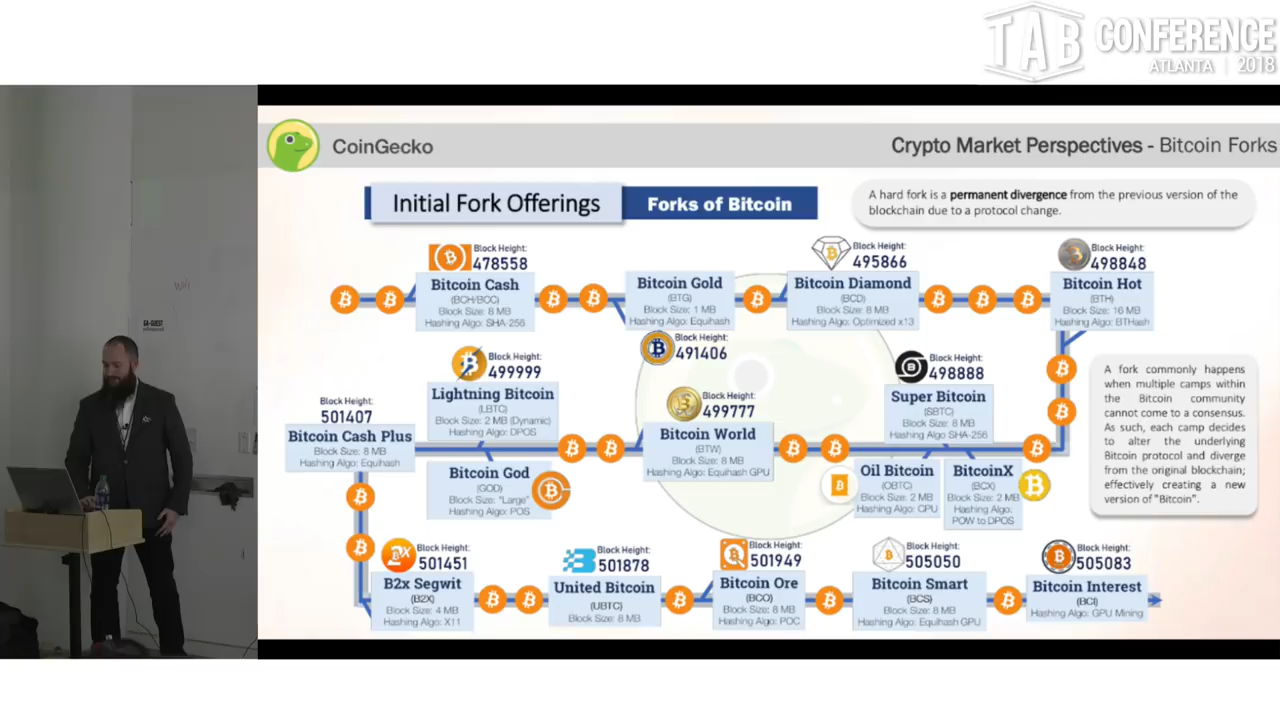 TAB CONFERENCE
ATLANTA | 2018
CoinGecko
Crypto Market Perspectives - Bitcoin Forks
Initial Fork Offerings
Forks of Bitcoin
A hard fork is a permanent divergence from the previous version of the
blockchain due to a protocol change.
Block Height:
478558
Bitcoin Cash
(BCH/BCC)
Block Size: 8 MB
Hashing Algo: SHA-256
Bitcoin Gold
(BTG)
Block Size: 1 MB
Hashing Algo: Equihash
Block Height:
491406
Block Height:
495866
Bitcoin Diamond
(BCD)
Block Size: 8 MB
Hashing Algo: Optimized x13
Block Height:
498848
Bitcoin Hot
(BTH)
Block Size: 16 MB
Hashing Algo: BTHash
Block Height:
501407
Bitcoin Cash Plus
Block Size: 8 MB
Hashing Algo: Equihash
Block Height:
499999
Lightning Bitcoin
(LBTC)
Block Size: 2 MB (Dynamic)
Hashing Algo: DPOS
Bitcoin God
(GOD)
Block Size: "Large"
Hashing Algo: POS
Block Height:
499777
Bitcoin World
(BTW)
Block Size: 8 MB
Hashing Algo: Equihash GPU
Block Height:
498888
Super Bitcoin
(SBTC)
Block Size: 8 MB
Hashing Algo SHA-256
Oil Bitcoin
(OBTC)
Block Size: 2 MB
Hashing Algo: CPU
BitcoinX
(BCX)
Block Size: 2 MB
Hashing Algo:
POW to DPOS
A fork commonly happens
when multiple camps within
the Bitcoin community
cannot come to a consensus.
As such, each camp decides
to alter the underlying
Bitcoin protocol and diverge
from the original blockchain;
effectively creating a new
version of "Bitcoin".
Block Height:
501451
B2x Segwit
(B2X)
Block Size: 4 MB
Hashing Algo: X11
Block Height:
501878
United Bitcoin
(UBTC)
Block Size: 8 MB
Block Height:
501949
Bitcoin Ore
(BCO)
Block Size: 8 MB
Hashing Algo: POC
Block Height:
505050
Bitcoin Smart
(BCS)
Block Size: 8 MB
Hashing Algo: Equihash GPU
Block Height:
505083
Bitcoin Interest
(BCI)
Hashing Algo: GPU Mining
WiFi
GA-GUEST